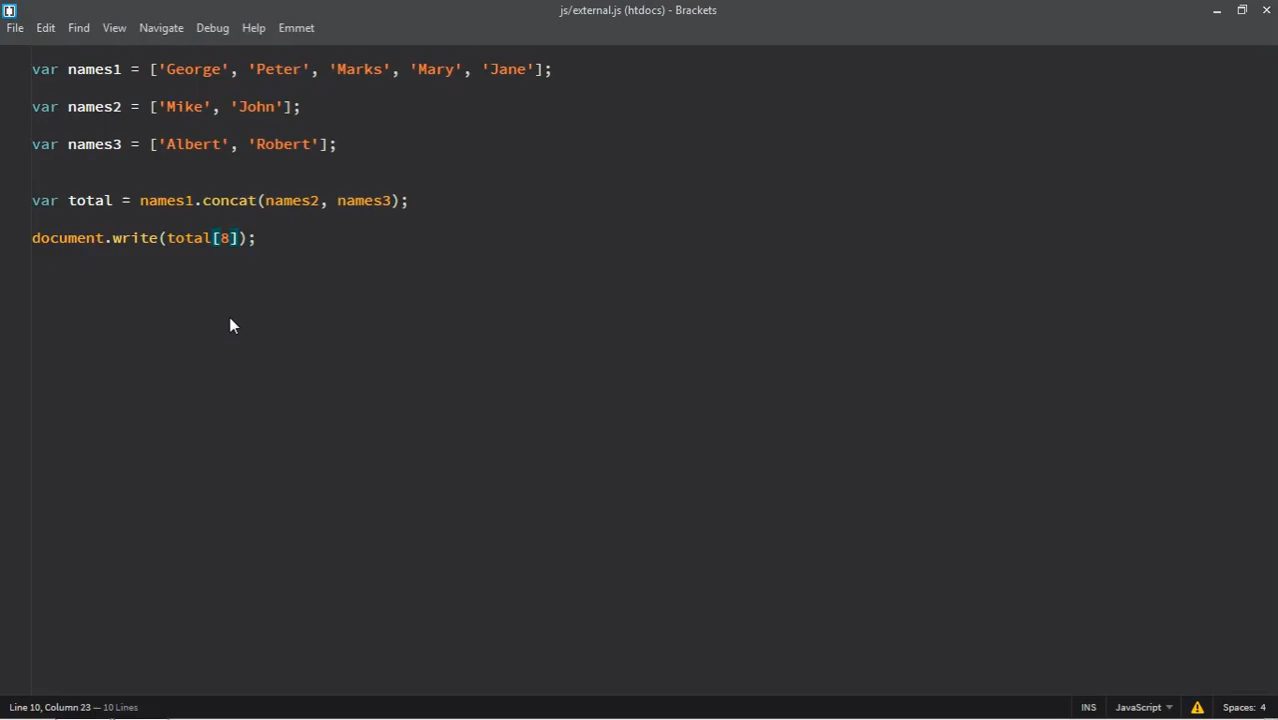 js/external.js (htdocs) - Brackets
File Edit Find View Navigate Debug Help Emmet
var names1 = ['George', 'Peter', 'Marks', 'Mary', 'Jane'];
var names2 = ['Mike', 'John'];
var names3 = ['Albert', 'Robert'];
var total = names1.concat(names2, names3);
document.write(total[8]);
Line 10, Column 23 — 10 Lines INS JavaScript Spaces: 4